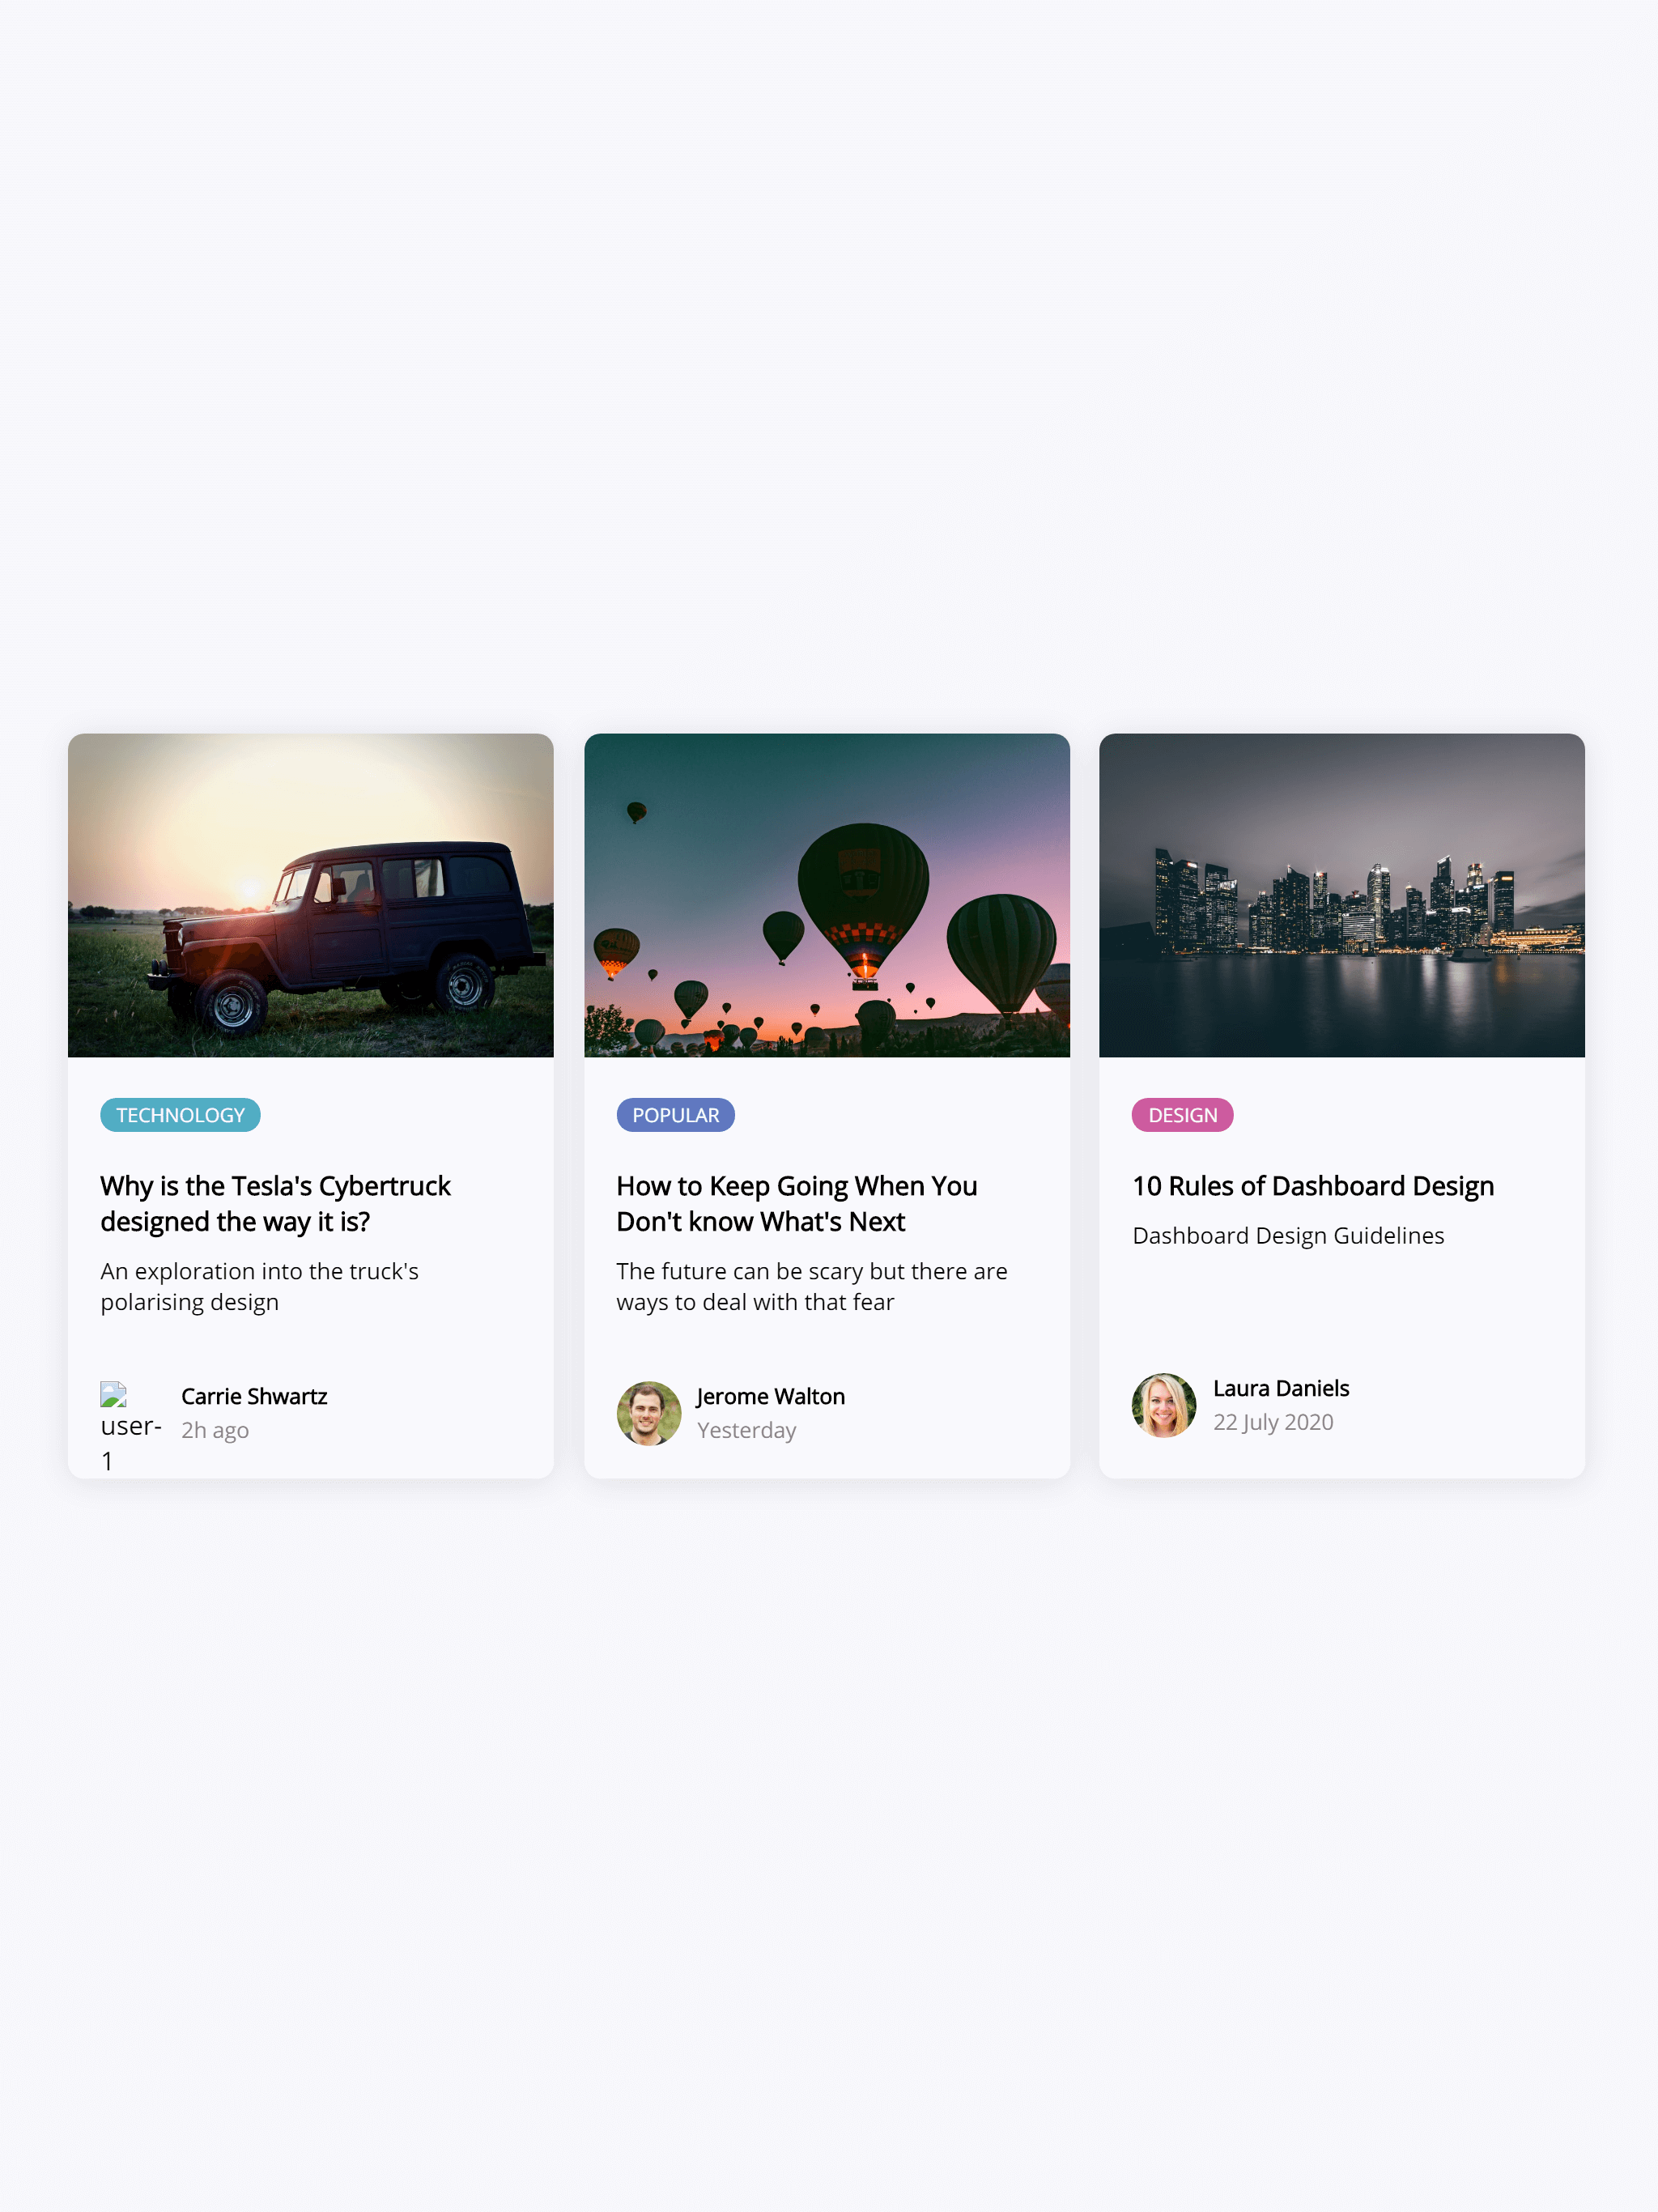 TECHNOLOGY
Why is the Tesla's Cybertruck
designed the way it is?
An exploration into the truck's
polarising design
user-
1
Carrie Shwartz
2h ago
POPULAR
How to Keep Going When You
Don't know What's Next
The future can be scary but there are
ways to deal with that fear
Jerome Walton
Yesterday
DESIGN
10 Rules of Dashboard Design
Dashboard Design Guidelines
Laura Daniels
22 July 2020